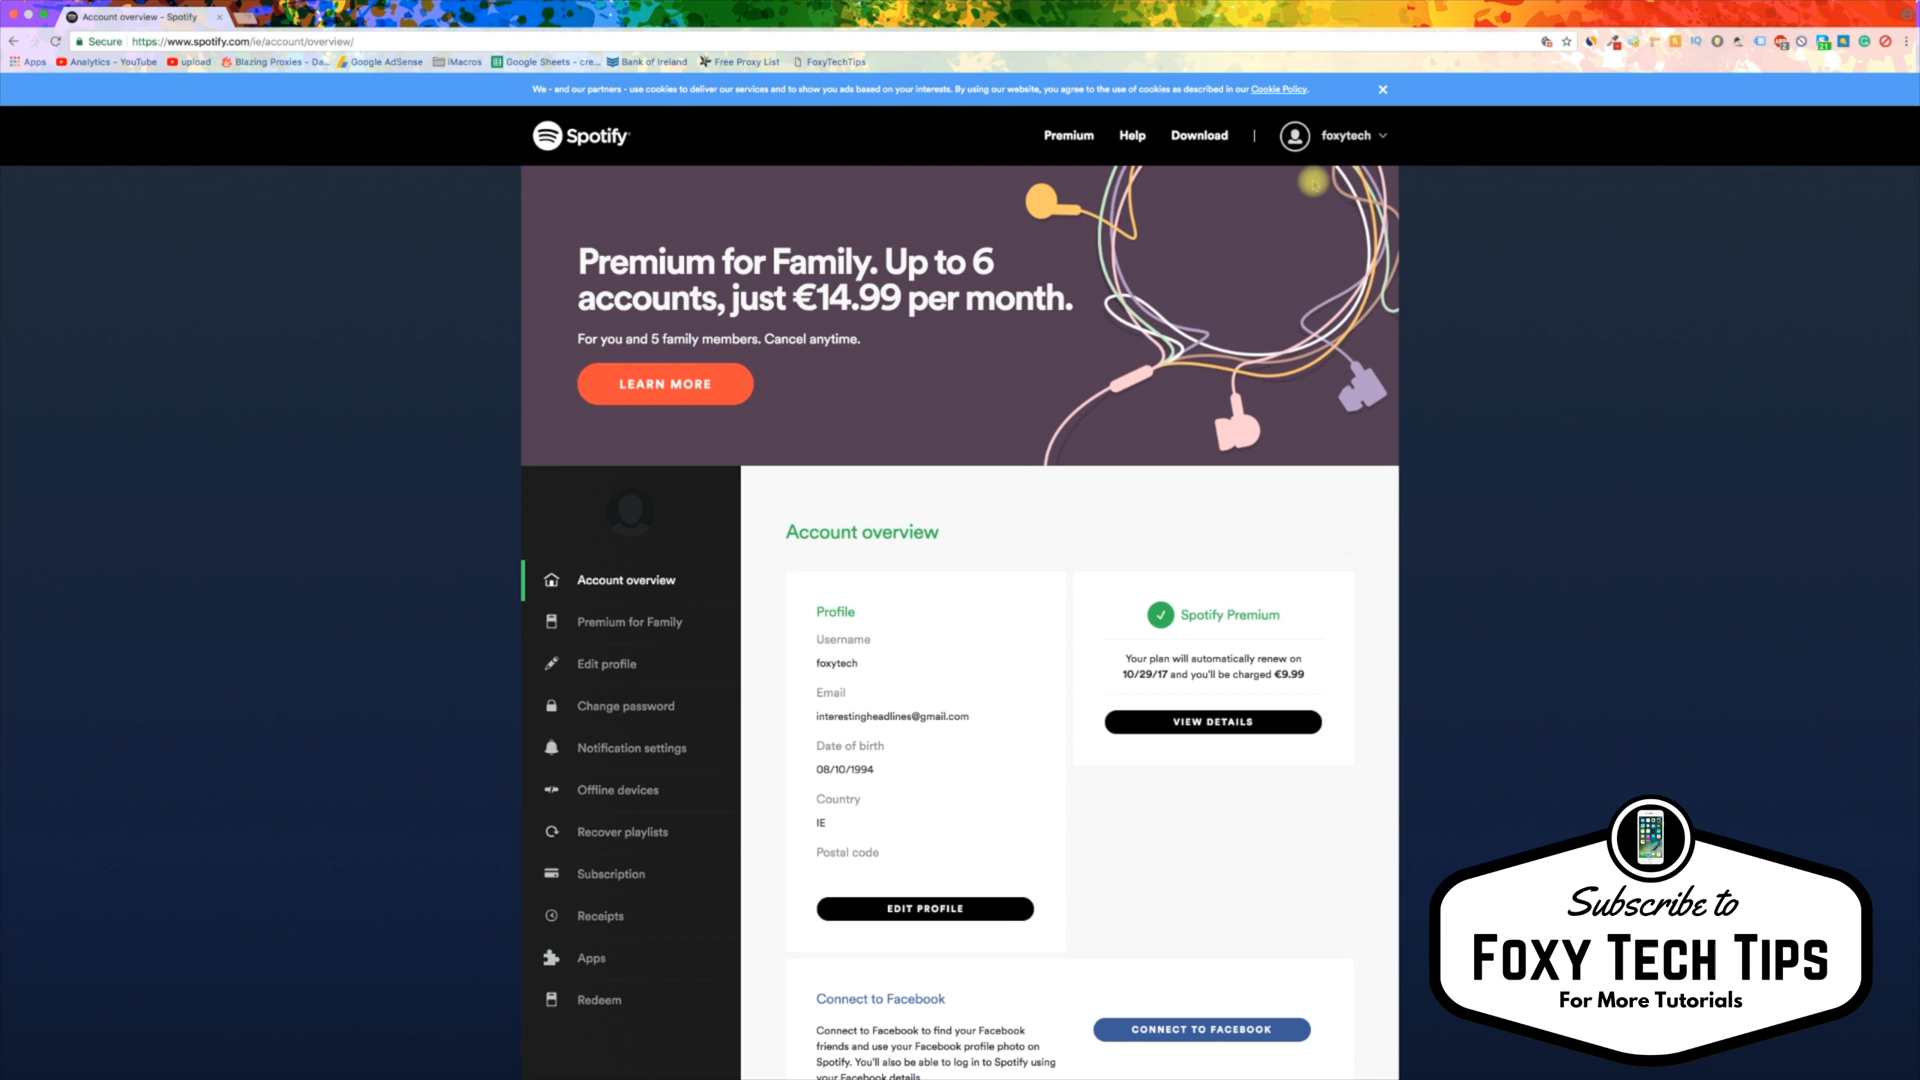 Account overview - Spotify
Secure https://www.spotify.com/ie/account/overview/
Apps Analytics - YouTube upload Blazing Proxies - Da... Google AdSense iMacros Google Sheets - cre... Bank of Ireland Free Proxy List FoxyTechTips
We - and our partners - use cookies to deliver our services and to show you ads based on your interests. By using our website, you agree to the use of cookies as described in our Cookie Policy.
Spotify
Premium Help Download | foxytech
Premium for Family. Up to 6
accounts, just €14.99 per month.
For you and 5 family members. Cancel anytime.
LEARN MORE
Account overview
Premium for Family
Edit profile
Change password
Notification settings
Offline devices
Recover playlists
Subscription
Receipts
Apps
Redeem
Account overview
Profile
Username
foxytech
Email
interestingheadlines@gmail.com
Date of birth
08/10/1994
Country
IE
Postal code
EDIT PROFILE
Spotify Premium
Your plan will automatically renew on
10/29/17 and you'll be charged €9.99
VIEW DETAILS
Connect to Facebook
Connect to Facebook to find your Facebook
friends and use your Facebook profile photo on
Spotify. You'll also be able to log in to Spotify using
your Facebook details.
CONNECT TO FACEBOOK
Subscribe to
FOXY TECH TIPS
For More Tutorials